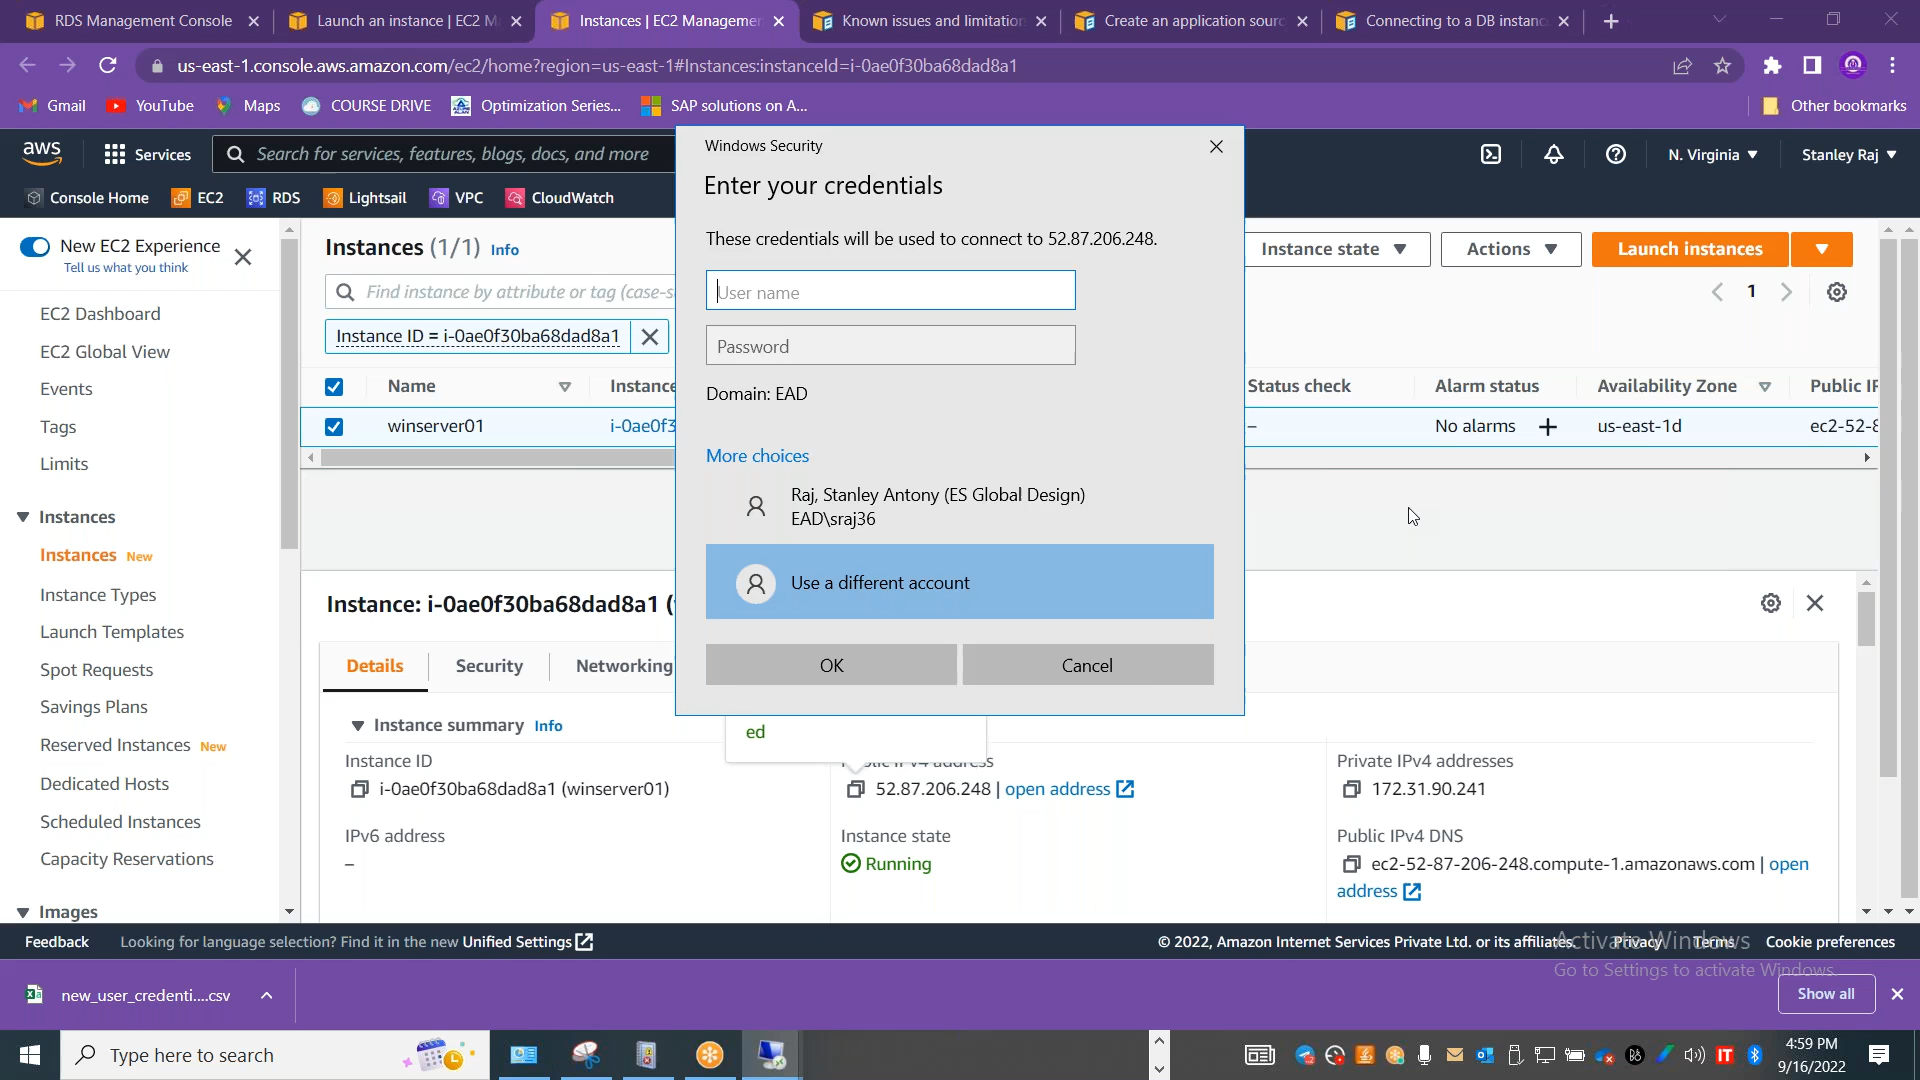 RDS Management Console
Launch an instance | EC2 M
Instances | EC2 Manageme
Known issues and limitation
Create an application sourc
Connecting to a DB instanc
us-east-1.console.aws.amazon.com/ec2/home?region=us-east-1#Instances:instanceId=i-0ae0f30ba68dad8a1
Gmail
YouTube
Maps
COURSE DRIVE
Optimization Series...
SAP solutions on A...
Other bookmarks
aws
Services
Search for services, features, blogs, docs, and more
N. Virginia
Stanley Raj
Console Home
EC2
RDS
Lightsail
VPC
CloudWatch
New EC2 Experience
Tell us what you think
EC2 Dashboard
EC2 Global View
Events
Tags
Limits
Instances
Instances New
Instance Types
Launch Templates
Spot Requests
Savings Plans
Reserved Instances New
Dedicated Hosts
Scheduled Instances
Capacity Reservations
Images
Instances (1/1) Info
Instance state
Actions
Launch instances
Find instance by attribute or tag (case-s
1
Instance ID = i-0ae0f30ba68dad8a1
Name
Instance
Status check
Alarm status
Availability Zone
Public IP
winserver01
i-0ae0f3
–
No alarms
us-east-1d
ec2-52-8
Windows Security
Enter your credentials
These credentials will be used to connect to 52.87.206.248.
User name
Password
Domain: EAD
More choices
Raj, Stanley Antony (ES Global Design)
EAD\sraj36
Use a different account
OK
Cancel
Instance: i-0ae0f30ba68dad8a1 (
Details
Security
Networking
Instance summary Info
ed
Instance ID
i-0ae0f30ba68dad8a1 (winserver01)
Public IPv4 address
52.87.206.248 | open address
Private IPv4 addresses
172.31.90.241
IPv6 address
–
Instance state
Running
Public IPv4 DNS
ec2-52-87-206-248.compute-1.amazonaws.com | open
address
Feedback
Looking for language selection? Find it in the new Unified Settings
© 2022, Amazon Internet Services Private Ltd. or its affiliates.
Privacy
Terms
Cookie preferences
Activate Windows
Go to Settings to activate Windows.
new_user_credenti....csv
Show all
Type here to search
4:59 PM
9/16/2022